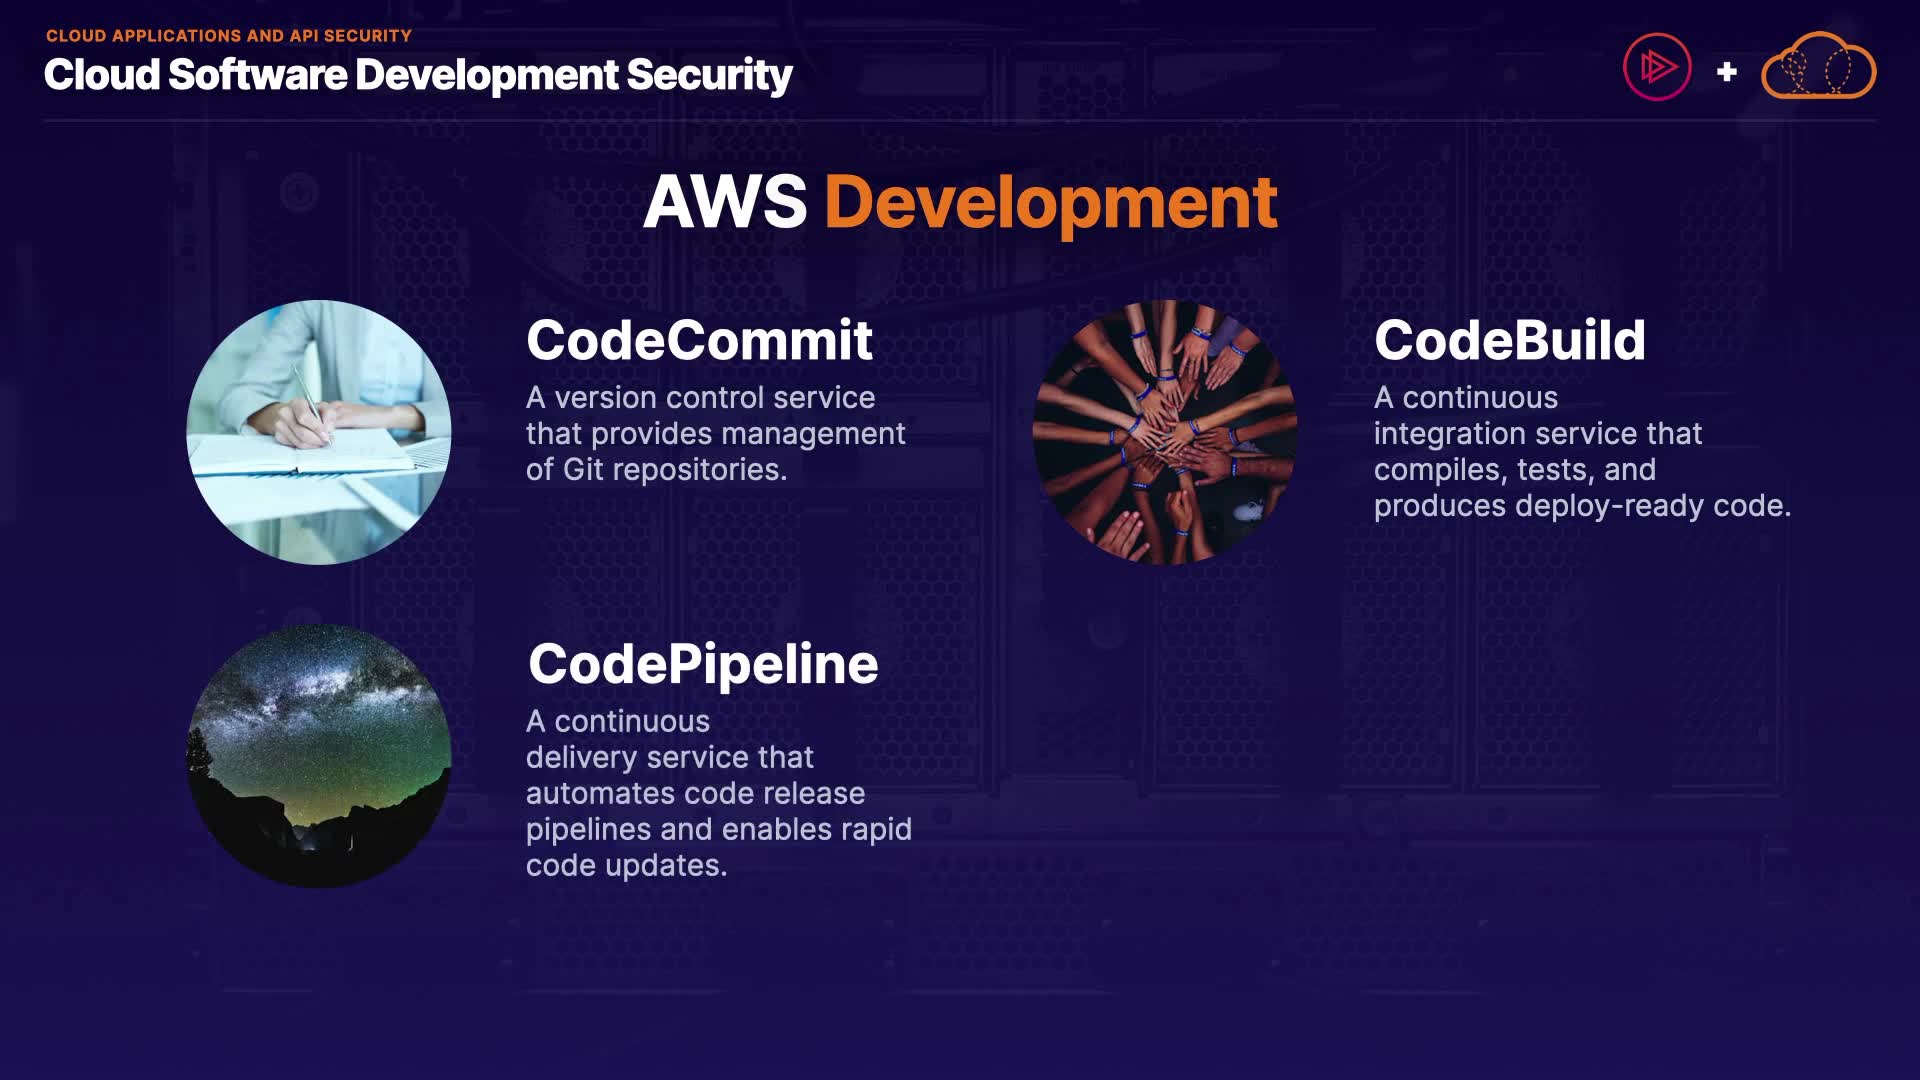 CLOUD APPLICATIONS AND API SECURITY
Cloud Software Development Security
AWS Development
CodeCommit
A version control service
that provides management
of Git repositories.
CodeBuild
A continuous
integration service that
compiles, tests, and
produces deploy-ready code.
CodePipeline
A continuous
delivery service that
automates code release
pipelines and enables rapid
code updates.